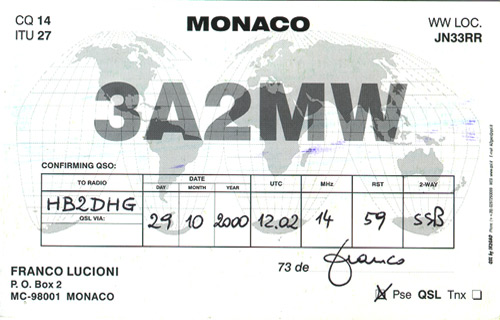 CQ 14
ITU 27
MONACO
WW LOC.
JN33RR
3A2MW
CONFIRMING QSO:
TO RADIO DATE UTC MHz RST 2-WAY
DAY MONTH YEAR
HB2DHG 29 10 2000 12.02 14 59 SSB
QSL VIA:
FRANCO LUCIONI
P. O. Box 2
MC-98001 MONACO
73 de franco
Pse QSL Tnx